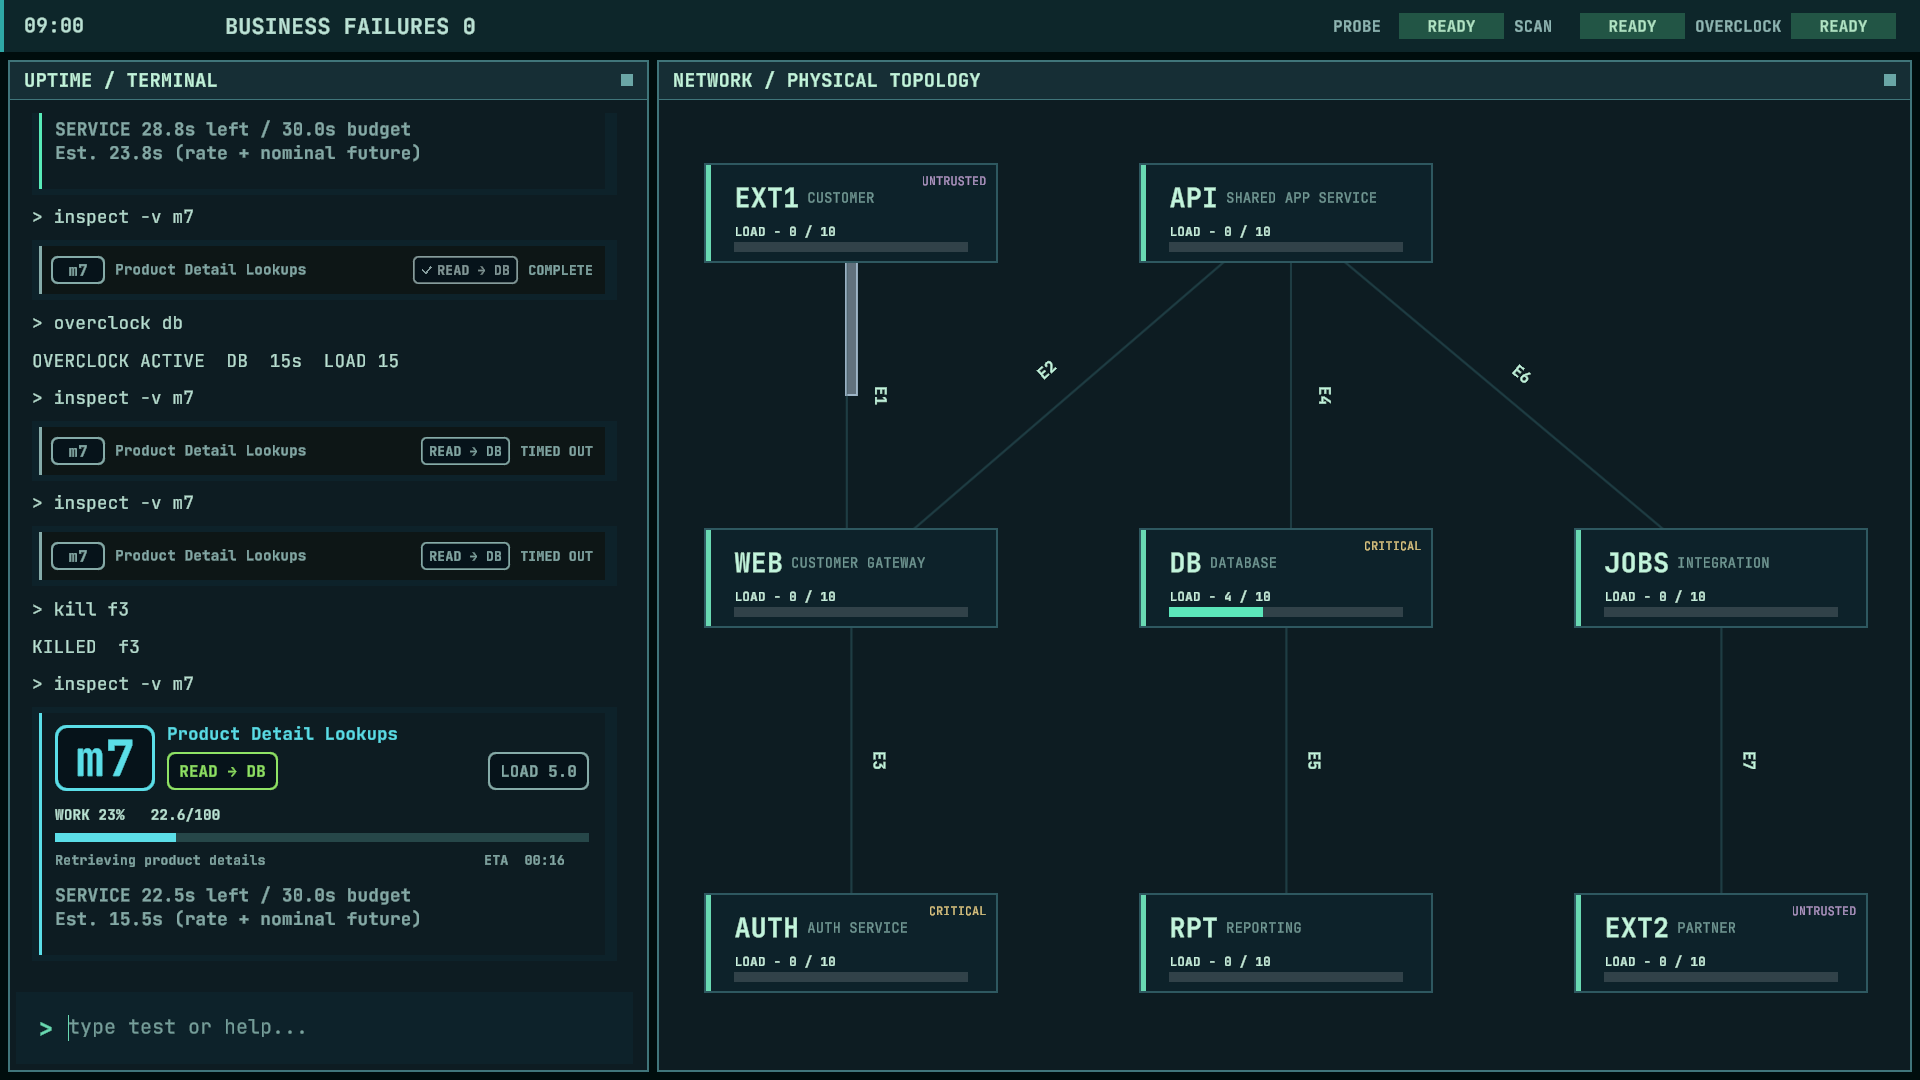 09:00
BUSINESS FAILURES 0
PROBE READY SCAN READY OVERCLOCK READY
UPTIME / TERMINAL
SERVICE 28.8s left / 30.0s budget
Est. 23.8s (rate + nominal future)
> inspect -v m7
m7 Product Detail Lookups ✓ READ → DB COMPLETE
> overclock db
OVERCLOCK ACTIVE DB 15s LOAD 15
> inspect -v m7
m7 Product Detail Lookups READ → DB TIMED OUT
> inspect -v m7
m7 Product Detail Lookups READ → DB TIMED OUT
> kill f3
KILLED f3
> inspect -v m7
m7 Product Detail Lookups
READ → DB LOAD 5.0
WORK 23% 22.6/100
Retrieving product details ETA 00:16
SERVICE 22.5s left / 30.0s budget
Est. 15.5s (rate + nominal future)
> type test or help...
NETWORK / PHYSICAL TOPOLOGY
UNTRUSTED
EXT1 CUSTOMER
LOAD - 0 / 10
API SHARED APP SERVICE
LOAD - 0 / 10
E1
E2
E4
E6
WEB CUSTOMER GATEWAY
LOAD - 0 / 10
CRITICAL
DB DATABASE
LOAD - 4 / 10
JOBS INTEGRATION
LOAD - 0 / 10
E3
E5
E7
CRITICAL
AUTH AUTH SERVICE
LOAD - 0 / 10
RPT REPORTING
LOAD - 0 / 10
UNTRUSTED
EXT2 PARTNER
LOAD - 0 / 10